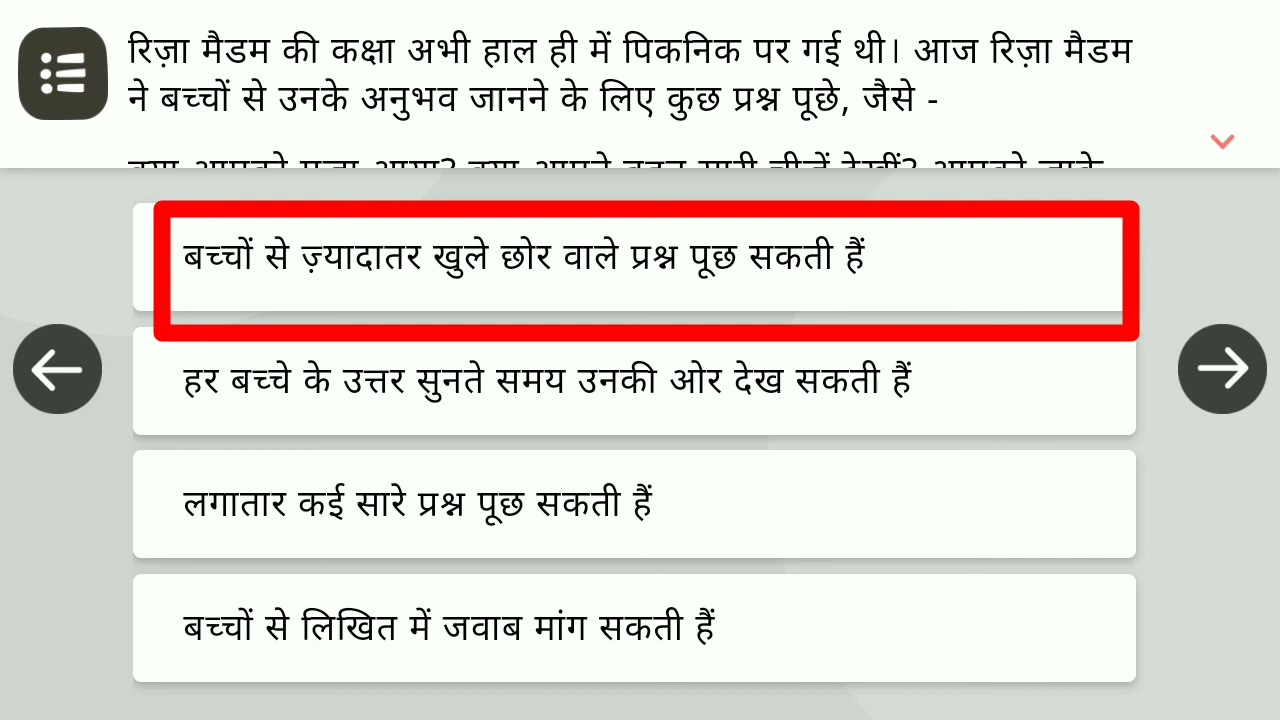 रिज़ा मैडम की कक्षा अभी हाल ही में पिकनिक पर गई थी। आज रिज़ा मैडम
ने बच्चों से उनके अनुभव जानने के लिए कुछ प्रश्न पूछे, जैसे -
बच्चों से ज़्यादातर खुले छोर वाले प्रश्न पूछ सकती हैं
हर बच्चे के उत्तर सुनते समय उनकी ओर देख सकती हैं
लगातार कई सारे प्रश्न पूछ सकती हैं
बच्चों से लिखित में जवाब मांग सकती हैं